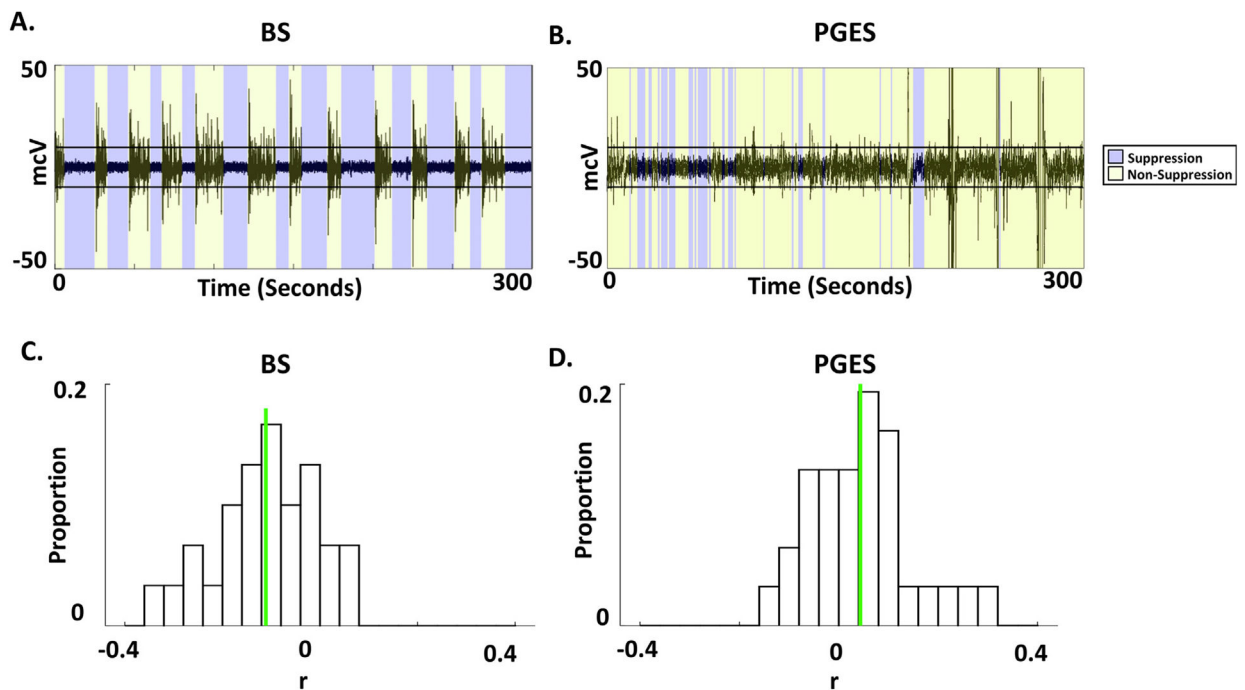 A.
BS
50
mcV
-50
0
Time (Seconds)
300
B.
PGES
50
mcV
-50
0
Time (Seconds)
300
Suppression
Non-Suppression
C.
BS
0.2
Proportion
0
-0.4
0
0.4
r
D.
PGES
0.2
Proportion
0
-0.4
0
0.4
r